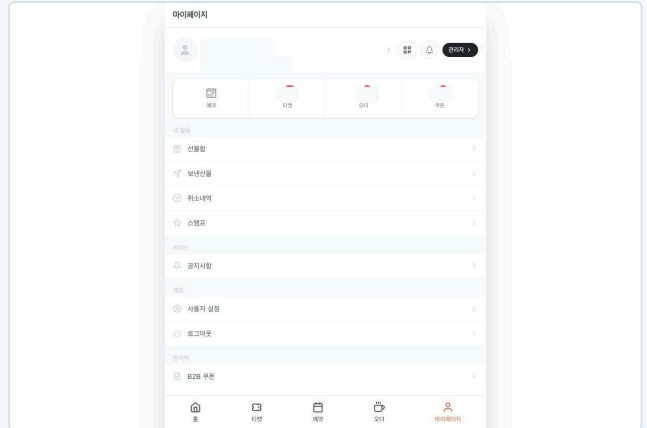 마이페이지
관리자
예약
티켓
오더
쿠폰
내 활동
선물함
보낸선물
취소내역
스탬프
서비스
공지사항
계정
사용자 설정
로그아웃
관리자
B2B 쿠폰
홈
티켓
예약
오더
마이페이지